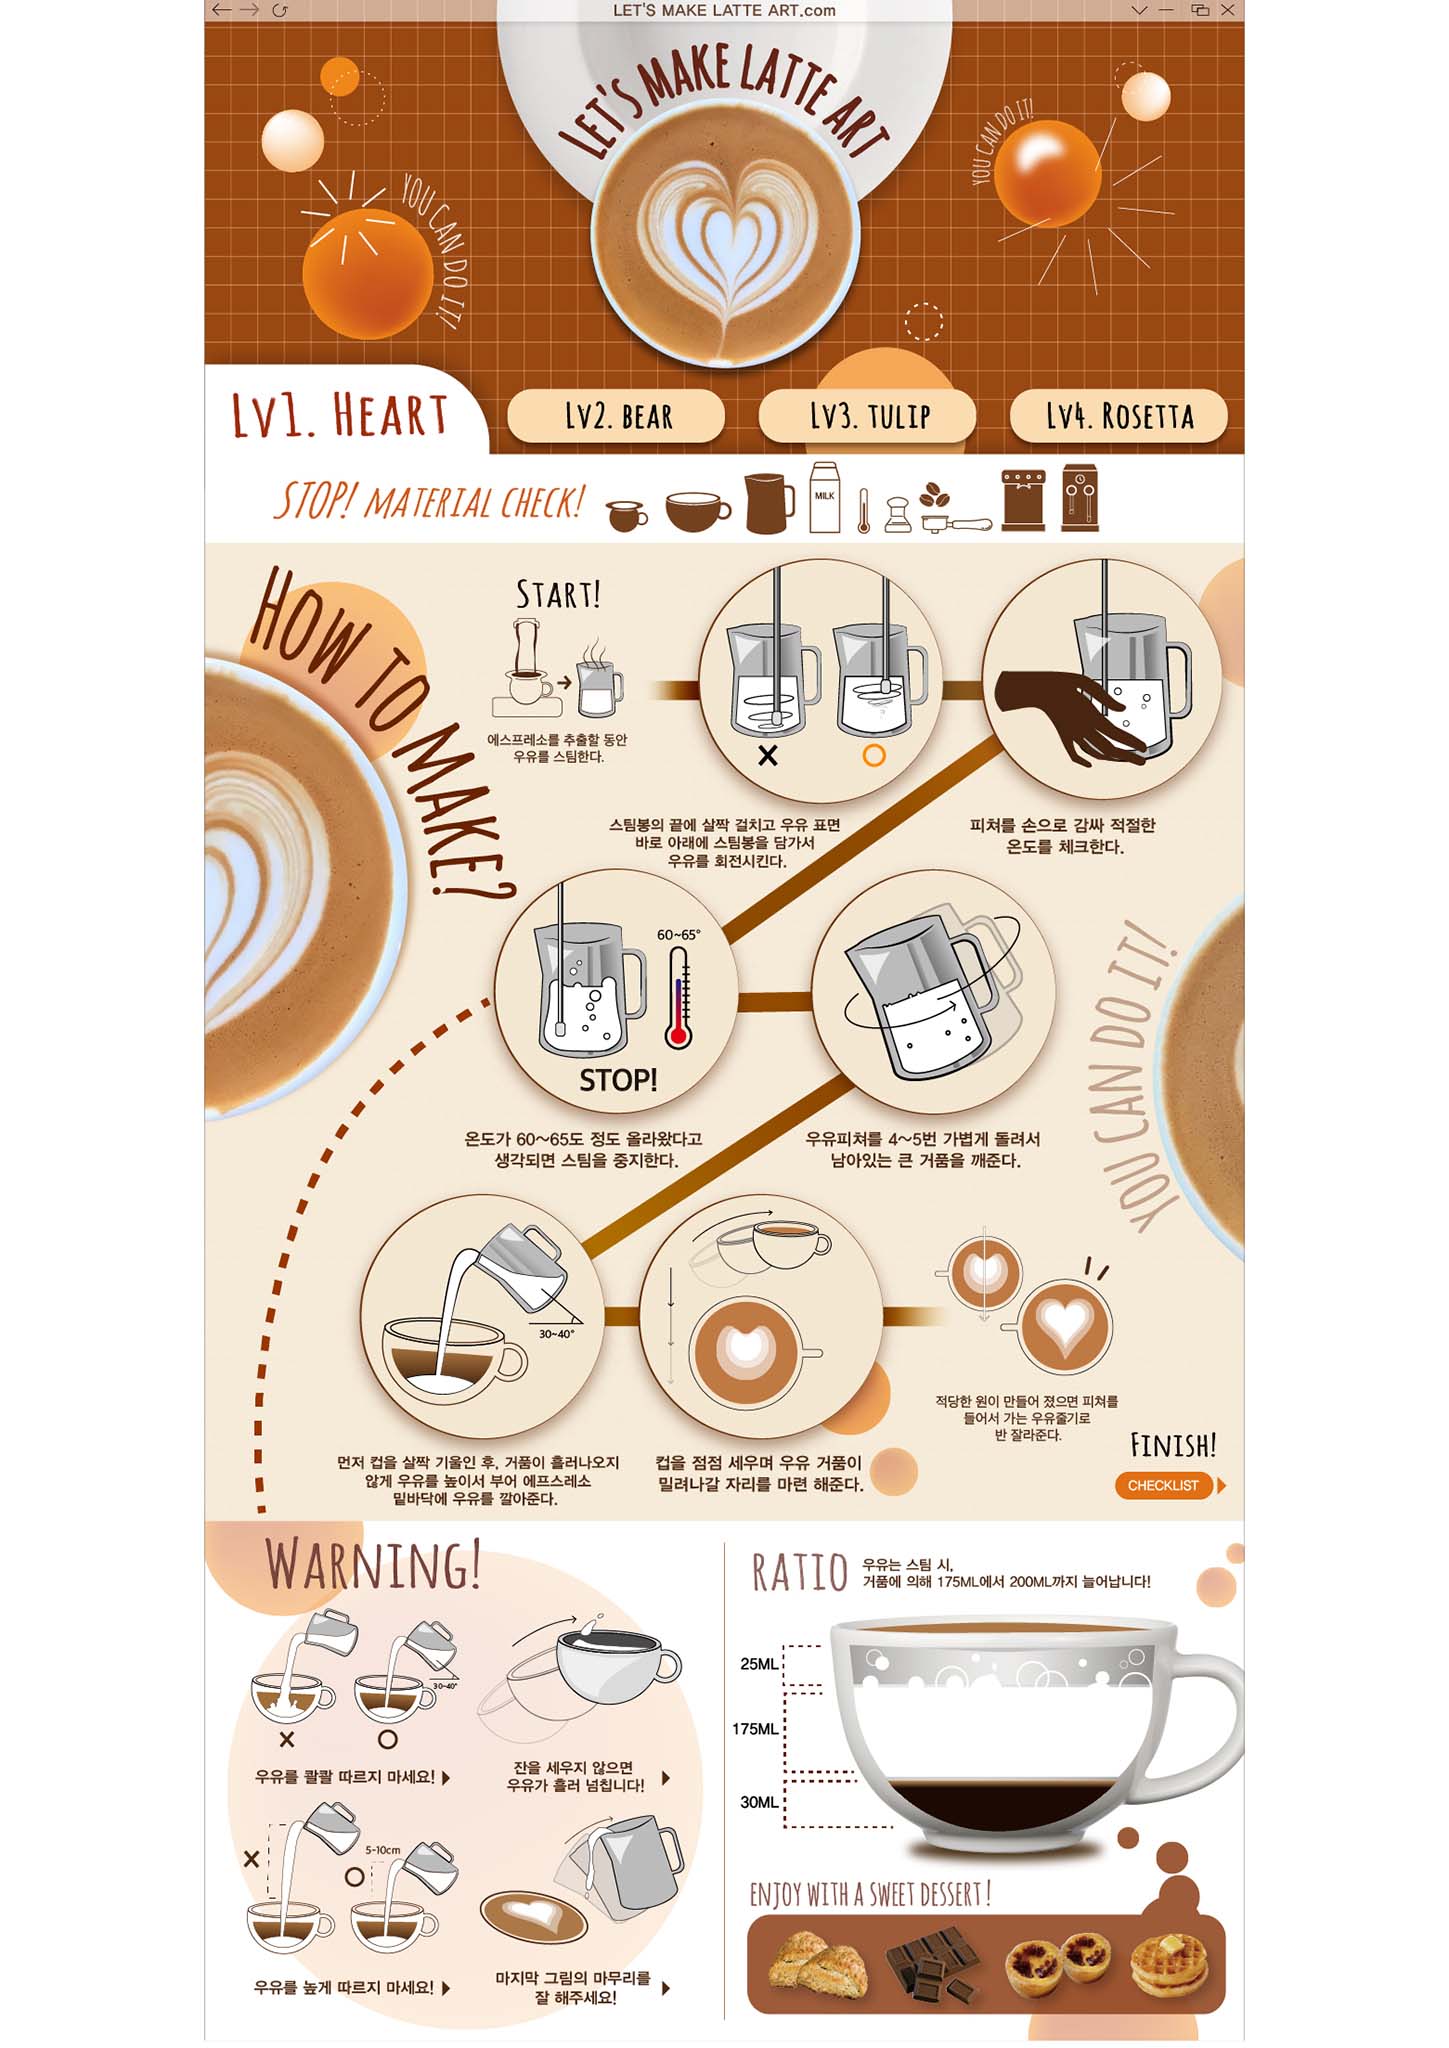 LET'S MAKE LATTE ART.com
LET'S MAKE LATTE ART
YOU CAN DO IT!
YOU CAN DO IT!
Lv1. HEART
Lv2. BEAR
Lv3. TULIP
Lv4. ROSETTA
STOP! MATERIAL CHECK!
MILK
HOW TO MAKE?
START!
에스프레소를 추출할 동안
우유를 스팀한다.
스팀봉의 끝에 살짝 걸치고 우유 표면
바로 아래에 스팀봉을 담가서
우유를 회전시킨다.
피쳐를 손으로 감싸 적절한
온도를 체크한다.
60~65°
STOP!
온도가 60~65도 정도 올라왔다고
생각되면 스팀을 중지한다.
우유피쳐를 4~5번 가볍게 돌려서
남아있는 큰 거품을 깨준다.
YOU CAN DO IT!
30~40°
먼저 컵을 살짝 기울인 후, 거품이 흘러나오지
않게 우유를 높이서 부어 에프스레소
밑바닥에 우유를 깔아준다.
컵을 점점 세우며 우유 거품이
밀려나갈 자리를 마련 해준다.
적당한 원이 만들어 졌으면 피쳐를
들어서 가는 우유줄기로
반 잘라준다.
FINISH!
CHECKLIST
WARNING!
30~40°
우유를 콸콸 따르지 마세요!
잔을 세우지 않으면
우유가 흘러 넘칩니다!
5-10cm
우유를 높게 따르지 마세요!
마지막 그림의 마무리를
잘 해주세요!
RATIO
우유는 스팀 시,
거품에 의해 175ML에서 200ML까지 늘어납니다!
25ML
175ML
30ML
ENJOY WITH A SWEET DESSERT!